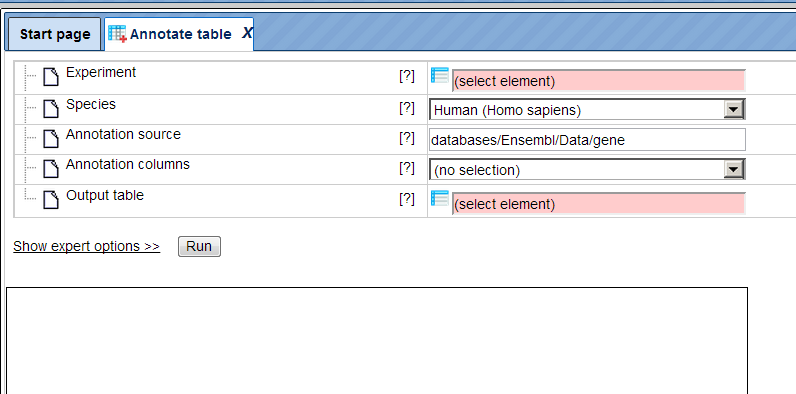 Start page Annotate table X
Experiment [?] (select element)
Species [?] Human (Homo sapiens)
Annotation source [?] databases/Ensembl/Data/gene
Annotation columns [?] (no selection)
Output table [?] (select element)
Show expert options >> Run